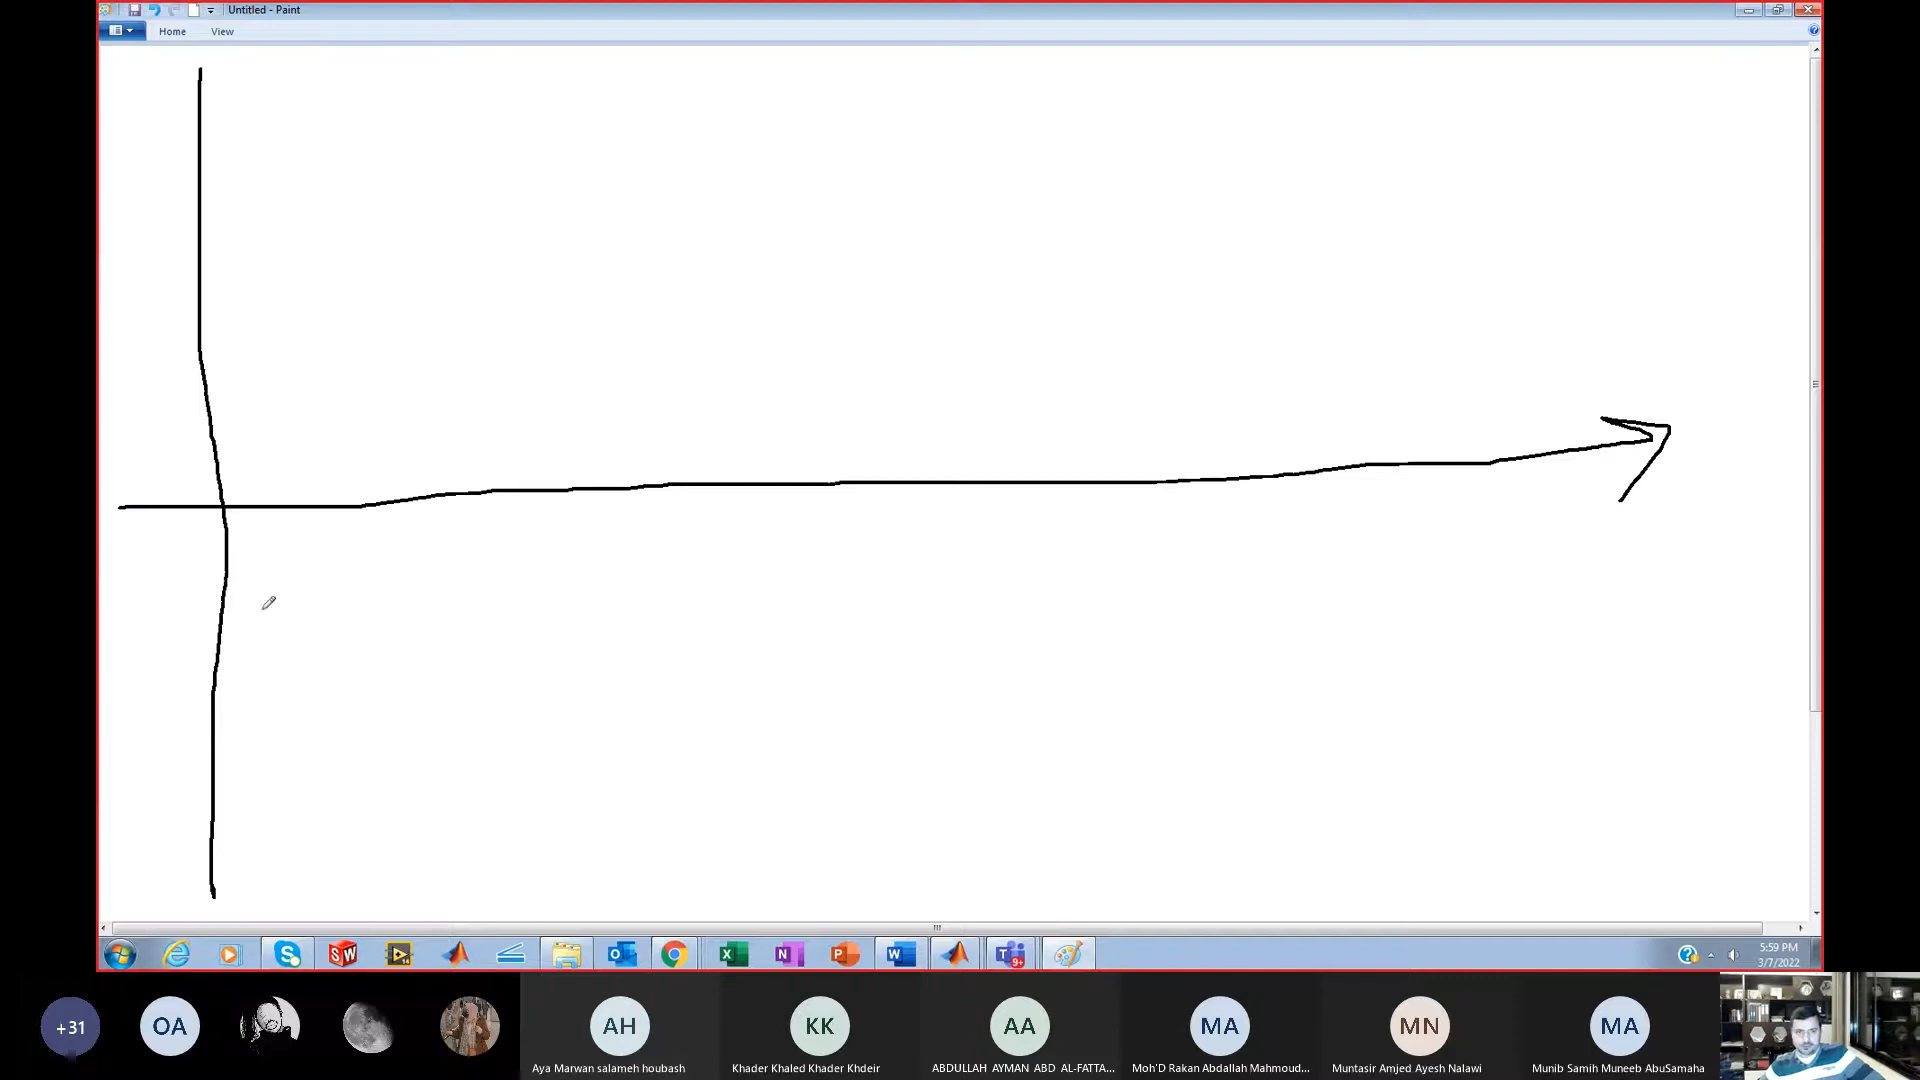 Untitled - Paint
Home View
5:59 PM
3/7/2022
9+
+31
OA
AH
KK
AA
MA
MN
MA
Aya Marwan salameh houbash
Khader Khaled Khader Khdeir
ABDULLAH AYMAN ABD AL-FATTA...
Moh'D Rakan Abdallah Mahmoud...
Muntasir Amjed Ayesh Nalawi
Munib Samih Muneeb AbuSamaha